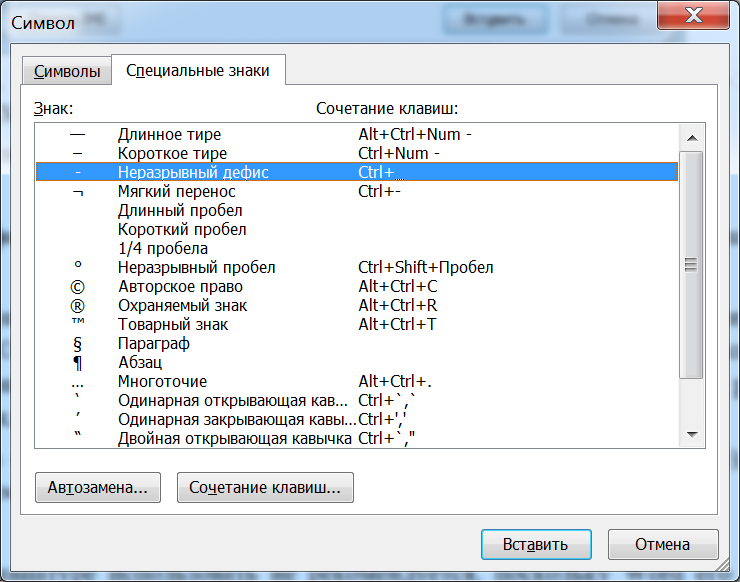 Символ
Символы Специальные знаки
Знак: Сочетание клавиш:
— Длинное тире Alt+Ctrl+Num -
– Короткое тире Ctrl+Num -
- Неразрывный дефис Ctrl+_
¬ Мягкий перенос Ctrl+-
Длинный пробел
Короткий пробел
1/4 пробела
° Неразрывный пробел Ctrl+Shift+Пробел
© Авторское право Alt+Ctrl+C
® Охраняемый знак Alt+Ctrl+R
™ Товарный знак Alt+Ctrl+T
§ Параграф
¶ Абзац
… Многоточие Alt+Ctrl+.
‛ Одинарная открывающая кав... Ctrl+`,`
’ Одинарная закрывающая кавы... Ctrl+','
‟ Двойная открывающая кавычка Ctrl+`,"
Автозамена... Сочетание клавиш...
Вставить Отмена